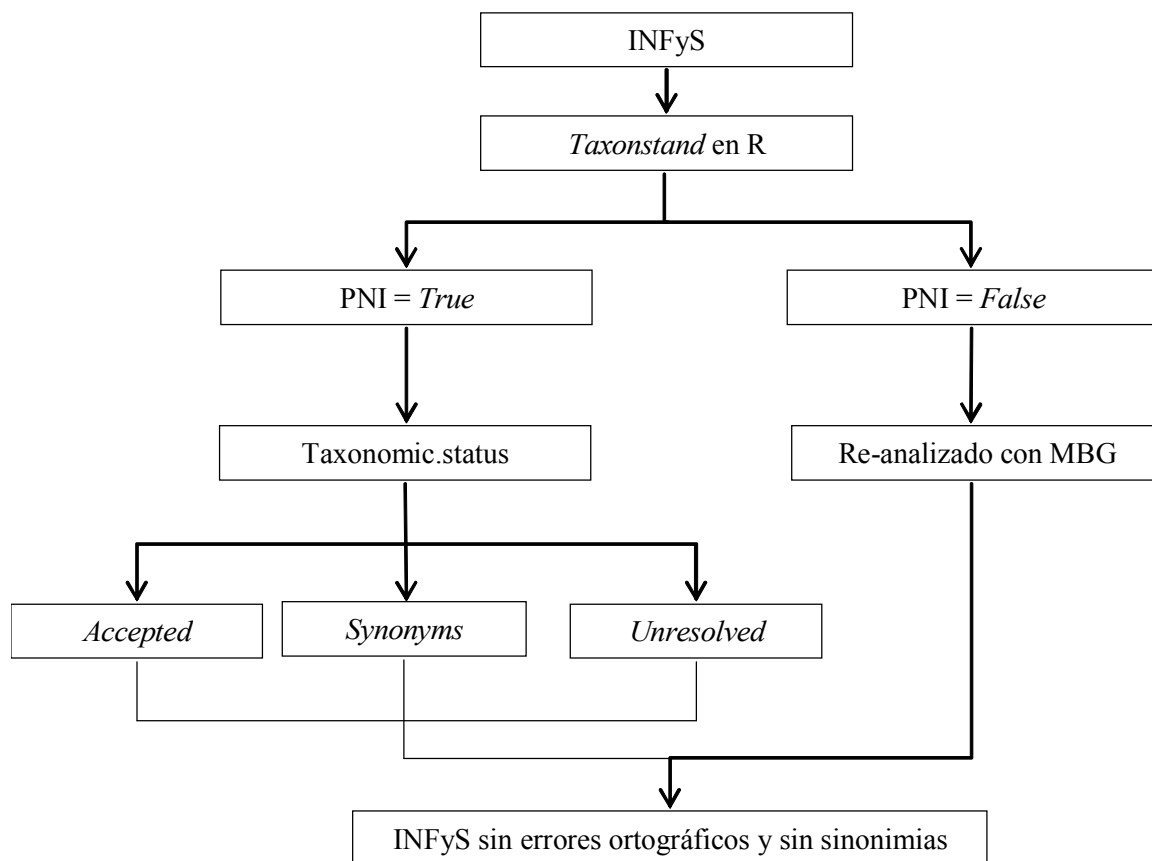 INFyS
Taxonstand en R
PNI = True
PNI = False
Taxonomic.status
Re-analizado con MBG
Accepted
Synonyms
Unresolved
INFyS sin errores ortográficos y sin sinonimias